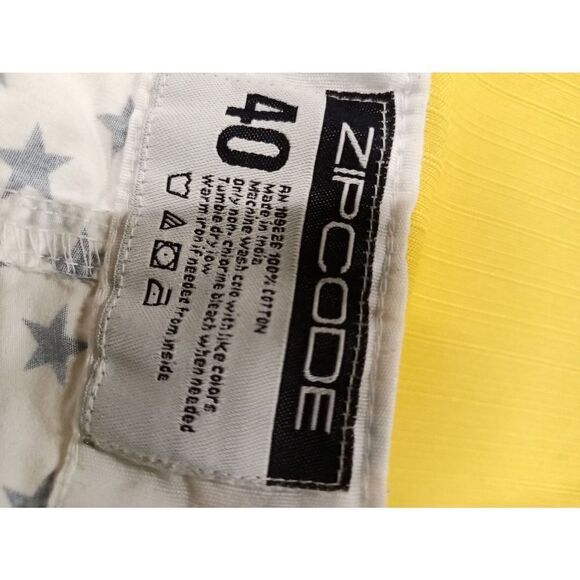 ZIPCODE
40
RN 109226 100% COTTON
Made in India
Machine wash cold with like colors
Only non-chlorine bleach when needed
Tumble dry low
Warm iron if needed from inside